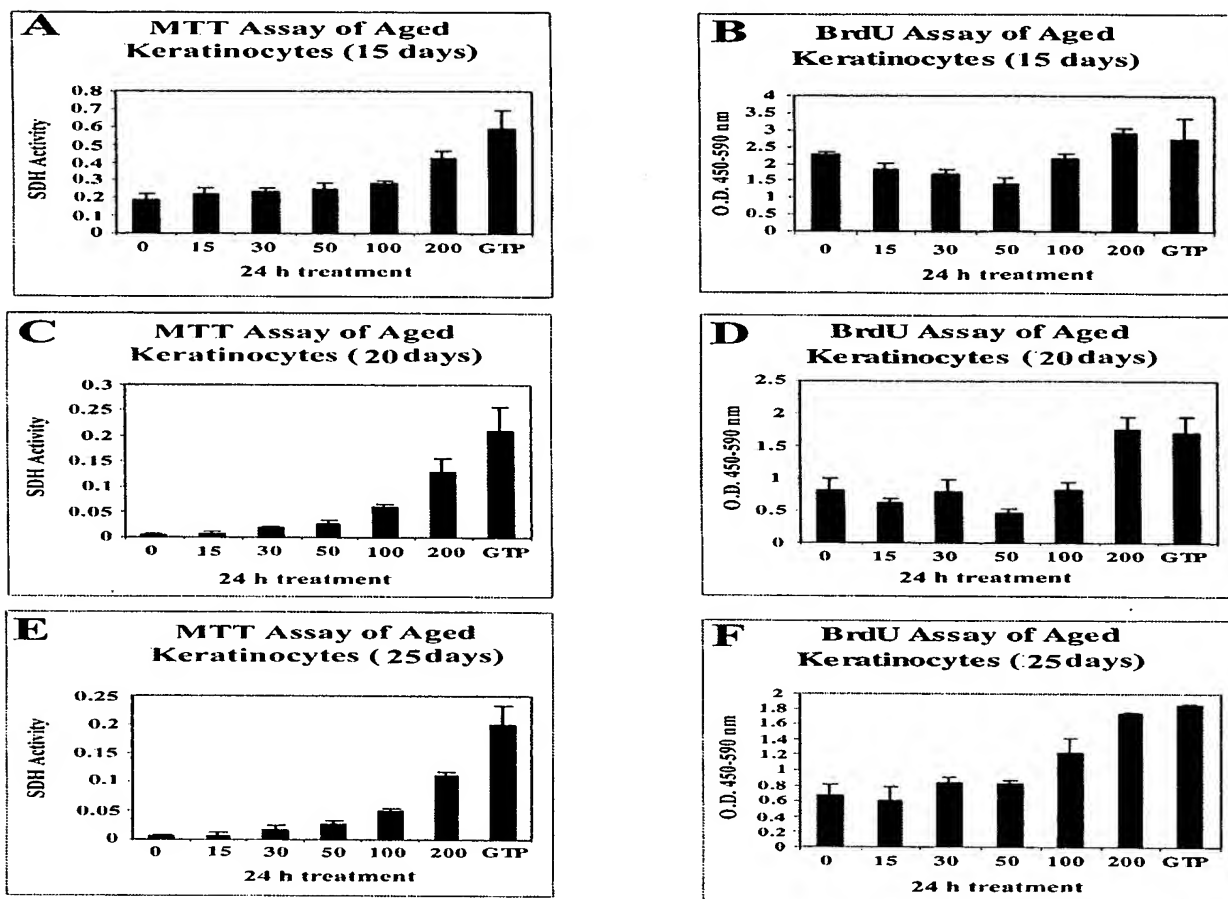 A
MTT Assay of Aged
Keratinocytes (15 days)
SDH Activity
0.8
0.7
0.6
0.5
0.4
0.3
0.2
0.1
0
0 15 30 50 100 200 GTP
24 h treatment
B
BrdU Assay of Aged
Keratinocytes (15 days)
O.D. 450-590 nm
4
3.5
3
2.5
2
1.5
1
0.5
0
0 15 30 50 100 200 GTP
24 h treatment
C
MTT Assay of Aged
Keratinocytes (20 days)
SDH Activity
0.3
0.25
0.2
0.15
0.1
0.05
0
0 15 30 50 100 200 GTP
24 h treatment
D
BrdU Assay of Aged
Keratinocytes (20 days)
O.D. 450-590 nm
2.5
2
1.5
1
0.5
0
0 15 30 50 100 200 GTP
24 h treatment
E
MTT Assay of Aged
Keratinocytes (25 days)
SDH Activity
0.25
0.2
0.15
0.1
0.05
0
0 15 30 50 100 200 GTP
24 h treatment
F
BrdU Assay of Aged
Keratinocytes (25 days)
O.D. 450-590 nm
2
1.8
1.6
1.4
1.2
1
0.8
0.6
0.4
0.2
0
0 15 30 50 100 200 GTP
24 h treatment